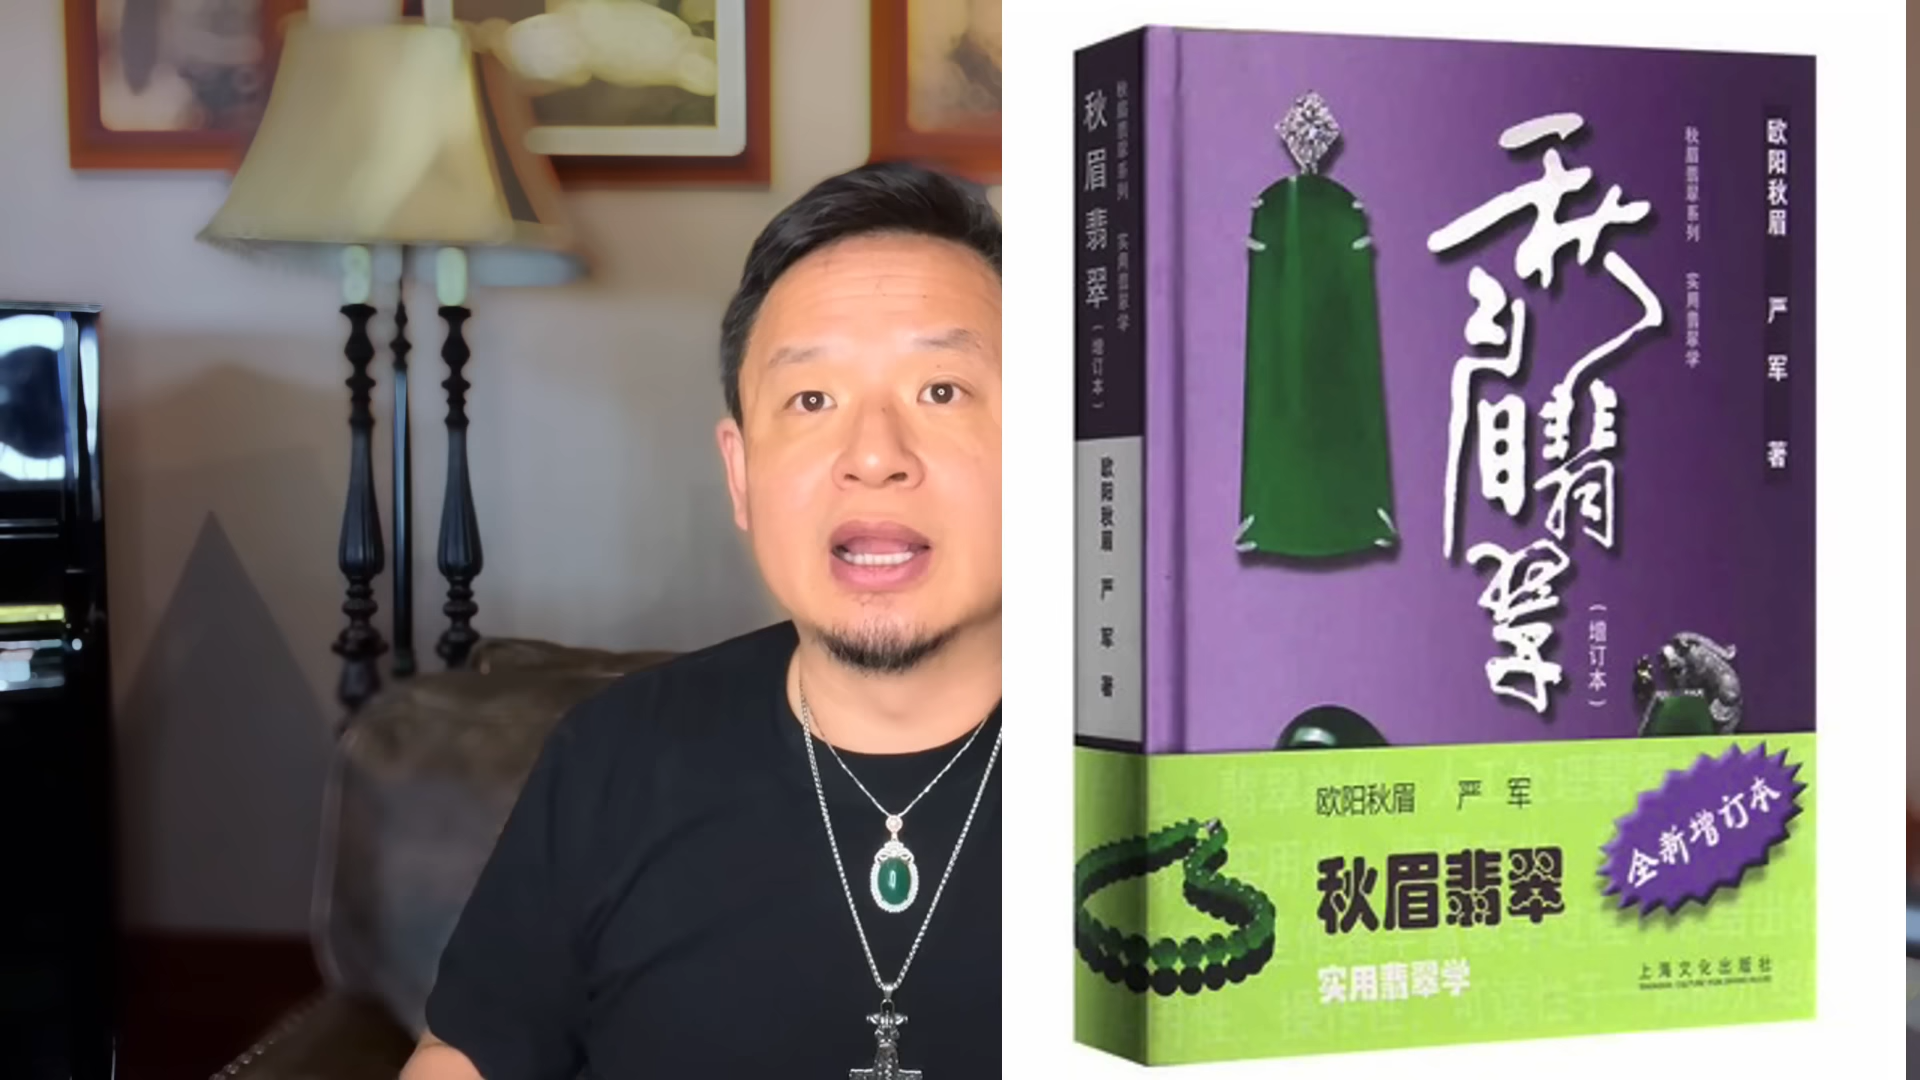 秋眉翡翠（增订本）
秋眉翡翠系列 实用翡翠学
欧阳秋眉 严军 著
秋眉翡翠
（增订本）
秋眉翡翠系列 实用翡翠学
欧阳秋眉 严军 著
欧阳秋眉 严军
秋眉翡翠
实用翡翠学
全新增订本
上海文化出版社